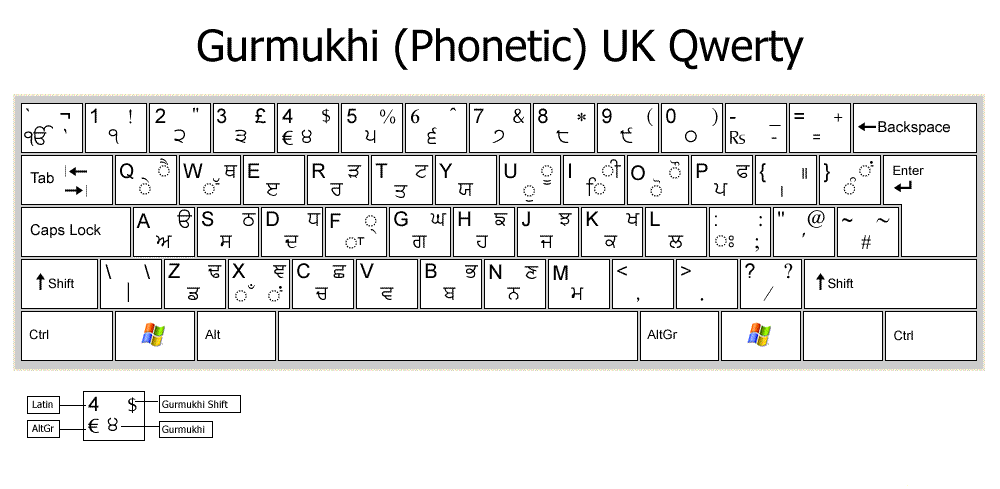 Gurmukhi (Phonetic) UK Qwerty
` ¬ ੴ ` 1 ! ੧ 2 " ੨ 3 £ ੩ 4 $ € ੪ 5 % ੫ 6 ˆ ੬ 7 & ੭ 8 * ੮ 9 ( ੯ 0 ) ੦ - _ ₨ - = + = Backspace
Tab Q ੈ ੇ W ਥ ੱ E ੲ R ੜ ਰ T ਟ ਤ Y ਯ U ੂ ੁ I ੀ ਿ O ੌ ੋ P ਫ ਪ { ॥ । } Enter
Caps Lock A ੳ ਅ S ਠ ਸ D ਧ ਦ F ੍ ਾ G ਘ ਗ H ਙ ਹ J ਝ ਜ K ਖ ਕ L ਲ : : ਃ ; " @ ' ~ ~ #
Shift \ \ | Z ਢ ਡ X ਞ C ਛ ਚ V ਵ B ਭ ਬ N ਣ ਨ M ਮ < , > . ? ? / Shift
Ctrl Alt AltGr Ctrl
Latin 4 $ Gurmukhi Shift
AltGr € ੪ Gurmukhi